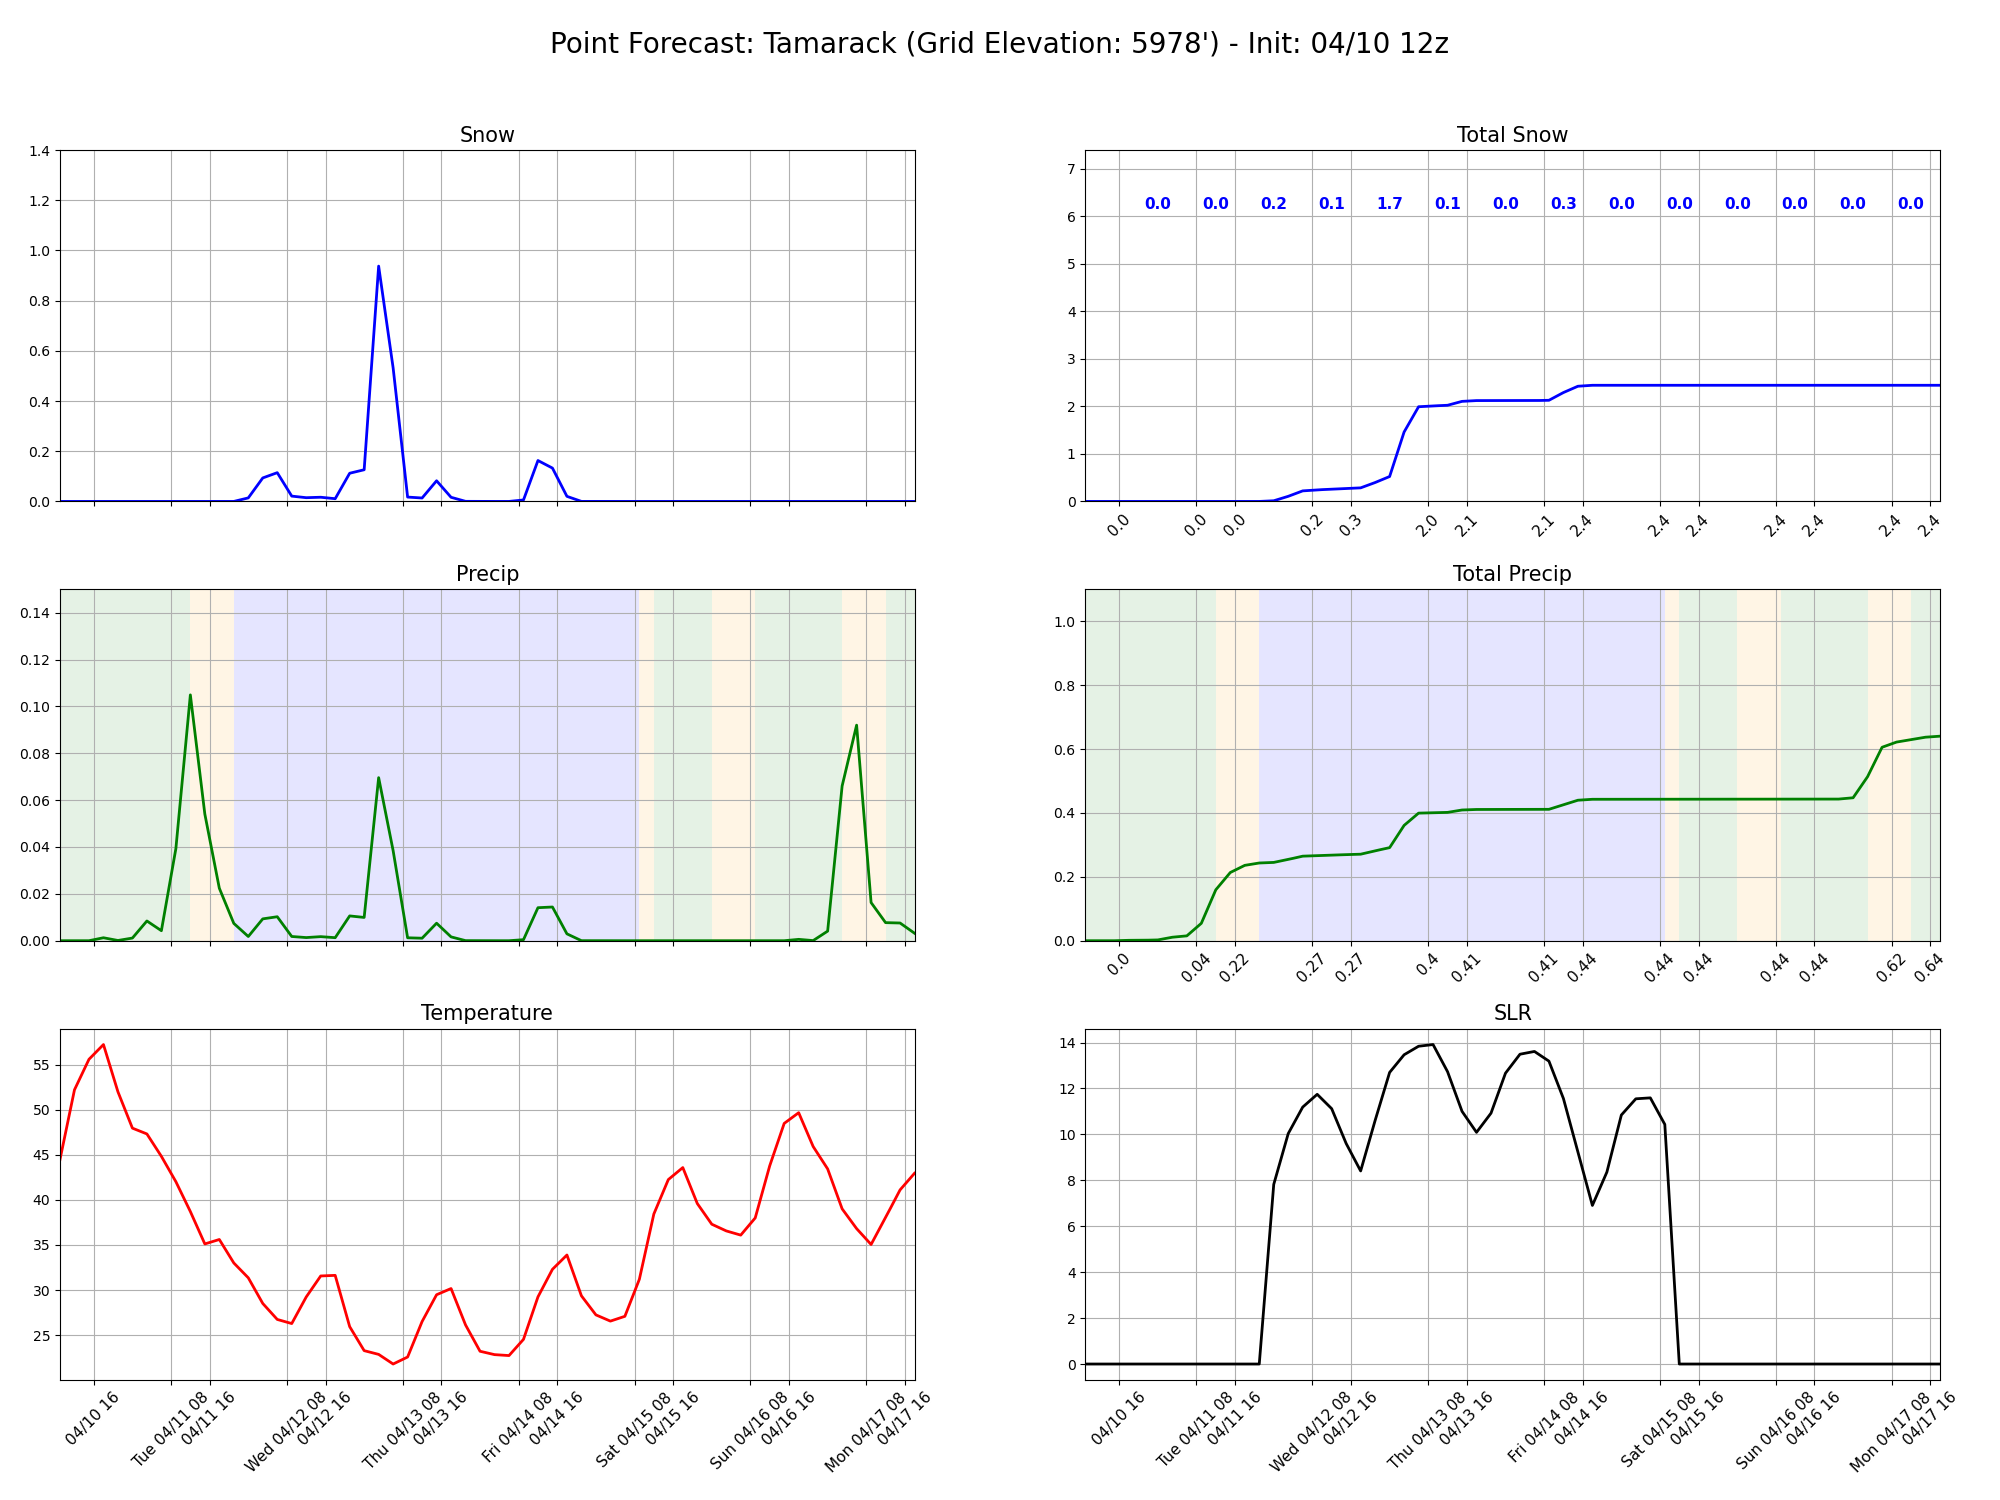 Point Forecast: Tamarack (Grid Elevation: 5978') - Init: 04/10 12z
Snow
1.4
1.2
1.0
0.8
0.6
0.4
0.2
0.0
Total Snow
7
6
5
4
3
2
1
0
0.0 0.0 0.2 0.1 1.7 0.1 0.0 0.3 0.0 0.0 0.0 0.0 0.0 0.0
0.0 0.0 0.0 0.2 0.3 2.0 2.1 2.1 2.4 2.4 2.4 2.4 2.4 2.4 2.4
Precip
0.14
0.12
0.10
0.08
0.06
0.04
0.02
0.00
Total Precip
1.0
0.8
0.6
0.4
0.2
0.0
0.0 0.04 0.22 0.27 0.27 0.4 0.41 0.41 0.44 0.44 0.44 0.44 0.44 0.62 0.64
Temperature
55
50
45
40
35
30
25
04/10 16
Tue 04/11 08
04/11 16
Wed 04/12 08
04/12 16
Thu 04/13 08
04/13 16
Fri 04/14 08
04/14 16
Sat 04/15 08
04/15 16
Sun 04/16 08
04/16 16
Mon 04/17 08
04/17 16
SLR
14
12
10
8
6
4
2
0
04/10 16
Tue 04/11 08
04/11 16
Wed 04/12 08
04/12 16
Thu 04/13 08
04/13 16
Fri 04/14 08
04/14 16
Sat 04/15 08
04/15 16
Sun 04/16 08
04/16 16
Mon 04/17 08
04/17 16